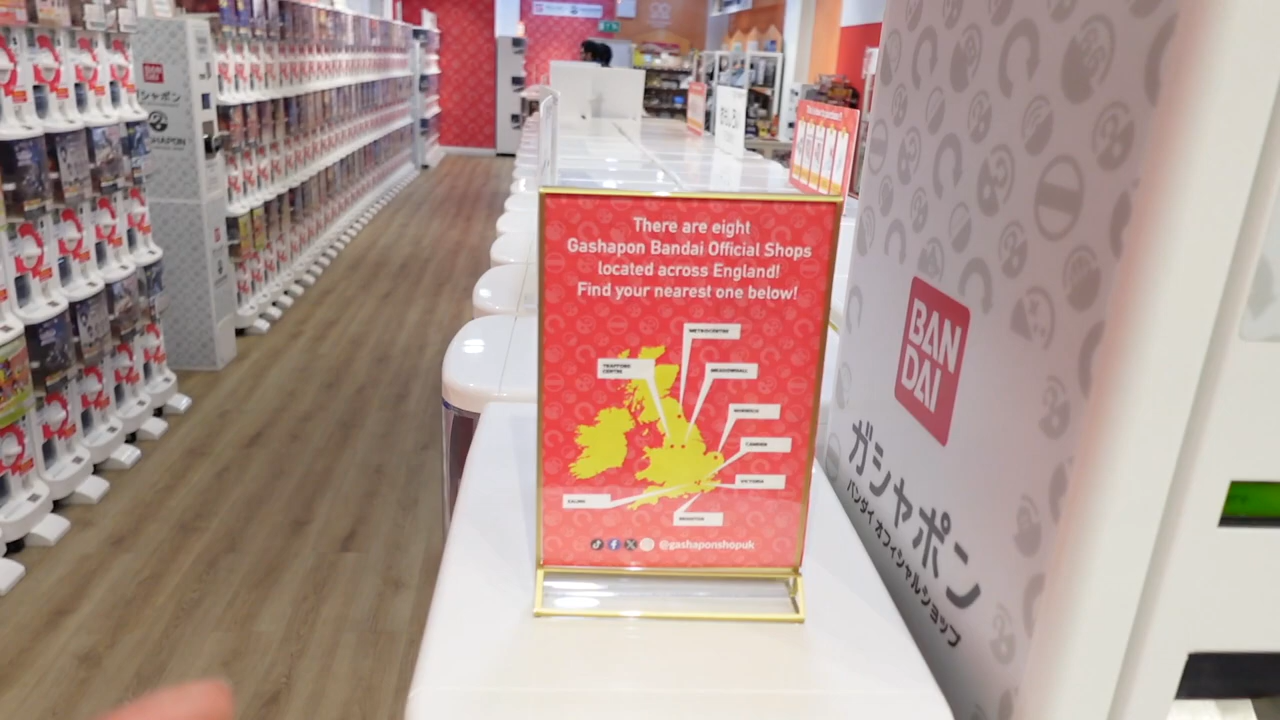 There are eight
Gashapon Bandai Official Shops
located across England!
Find your nearest one below!
METROCENTRE
TRAFFORD
CENTRE
MEADOWHALL
NORWICH
CAMDEN
VICTORIA
EALING
BRIGHTON
@gashaponshopuk
BAN
DAI
ガシャポン
バンダイ オフィシャルショップ